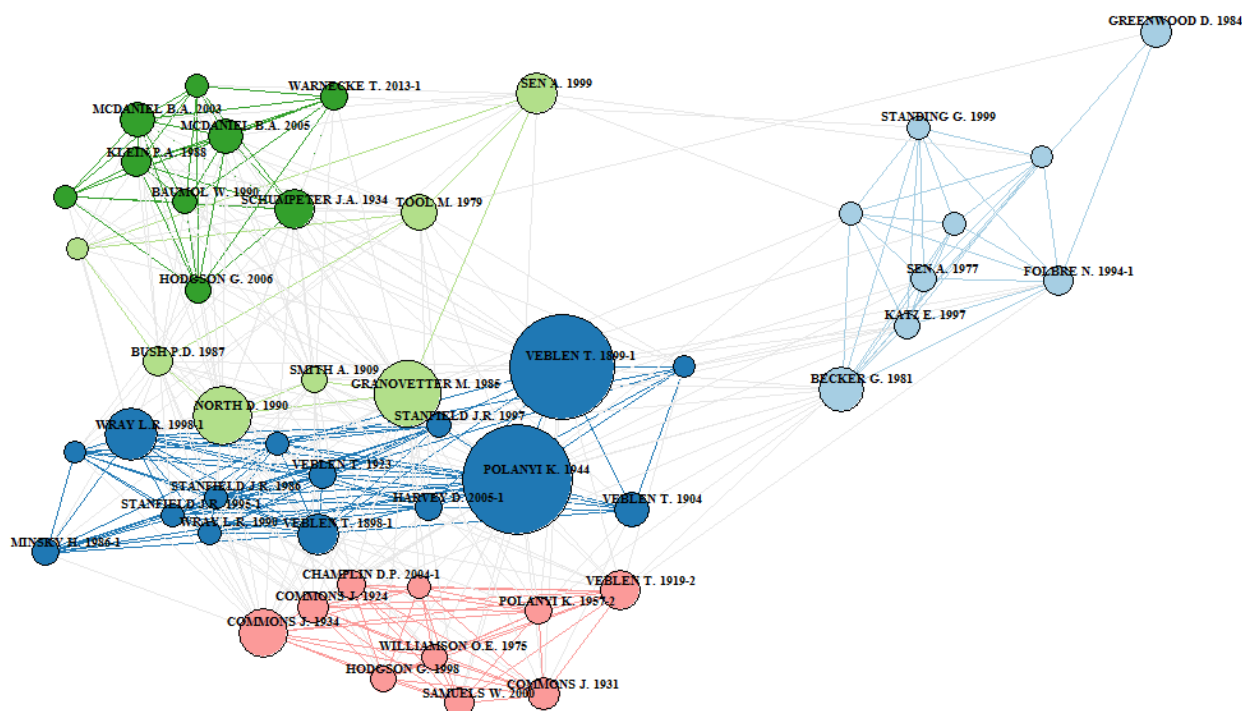 GREENWOOD D. 1984
SEN A. 1999
WARNECKE T. 2013-1
MCDANIEL B.A. 2003
STANDING G. 1999
MCDANIEL B.A. 2005
KLEIN P.A. 1988
BAUMOL W. 1990
SCHUMPETER J.A. 1934
TOOL M. 1979
SEN A. 1977
FOLBRE N. 1994-1
HODGSON G. 2006
KATZ E. 1997
BUSH P.D. 1987
VEBLEN T. 1899-1
SMITH A. 1909
BECKER G. 1981
GRANOVETTER M. 1985
NORTH D. 1990
STANFIELD J.R. 1997
WRAY L.R. 1998-1
VEBLEN T. 1923
POLANYI K. 1944
STANFIELD J.R. 1986
HARVEY D. 2005-1
VEBLEN T. 1904
STANFIELD J.R. 1995-1
WRAY L.R. 1990
VEBLEN T. 1898-1
MINSKY H. 1986-1
CHAMPLIN D.P. 2004-1
VEBLEN T. 1919-2
COMMONS J. 1924
POLANYI K. 1957-2
COMMONS J. 1934
WILLIAMSON O.E. 1975
HODGSON G. 1998
COMMONS J. 1931
SAMUELS W. 2000